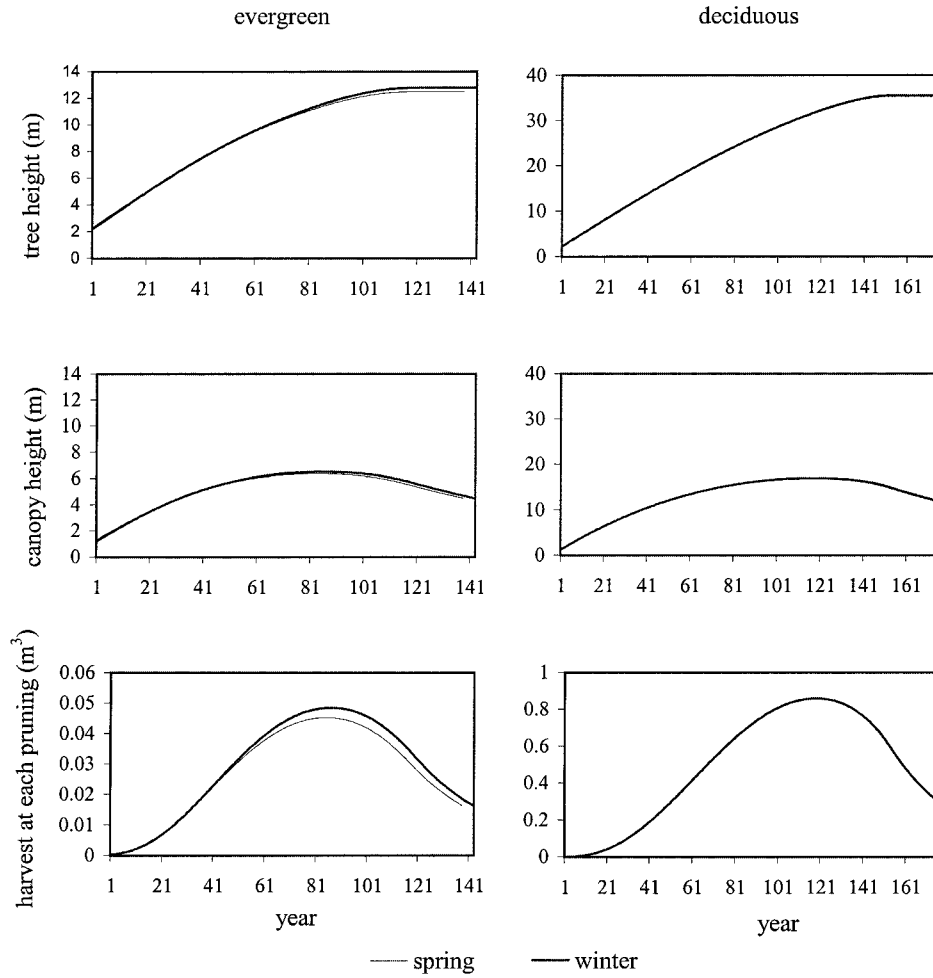 evergreen
deciduous
tree height (m)
14
12
10
8
6
4
2
0
1 21 41 61 81 101 121 141
40
30
20
10
0
1 21 41 61 81 101 121 141 161
canopy height (m)
14
12
10
8
6
4
2
0
1 21 41 61 81 101 121 141
40
30
20
10
0
1 21 41 61 81 101 121 141 161
harvest at each pruning (m³)
0.06
0.05
0.04
0.03
0.02
0.01
0
1 21 41 61 81 101 121 141
year
1
0.8
0.6
0.4
0.2
0
1 21 41 61 81 101 121 141 161
year
spring winter